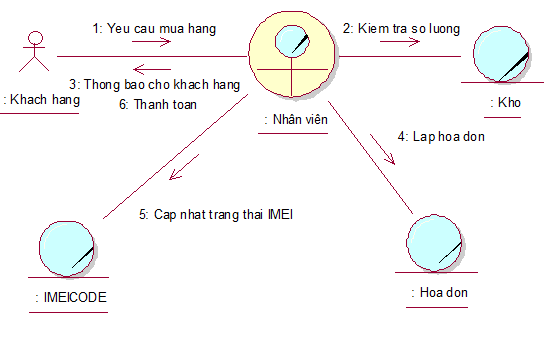 1: Yeu cau mua hang
2: Kiem tra so luong
3: Thong bao cho khach hang
6: Thanh toan
: Khach hang
: Nhân viên
: Kho
4: Lap hoa don
5: Cap nhat trang thai IMEI
: IMEICODE
: Hoa don